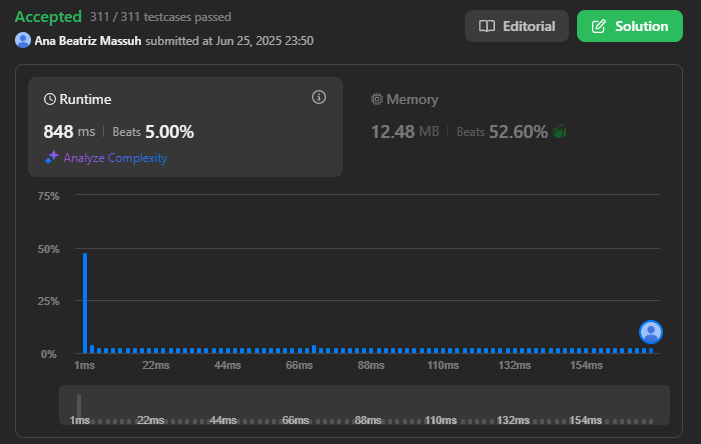 Accepted 311 / 311 testcases passed
Ana Beatriz Massuh submitted at Jun 25, 2025 23:50
Editorial
Solution
Runtime
848 ms | Beats 5.00%
Analyze Complexity
Memory
12.48 MB | Beats 52.60%
75%
50%
25%
0%
1ms 22ms 44ms 66ms 88ms 110ms 132ms 154ms
1ms 22ms 44ms 66ms 88ms 110ms 132ms 154ms